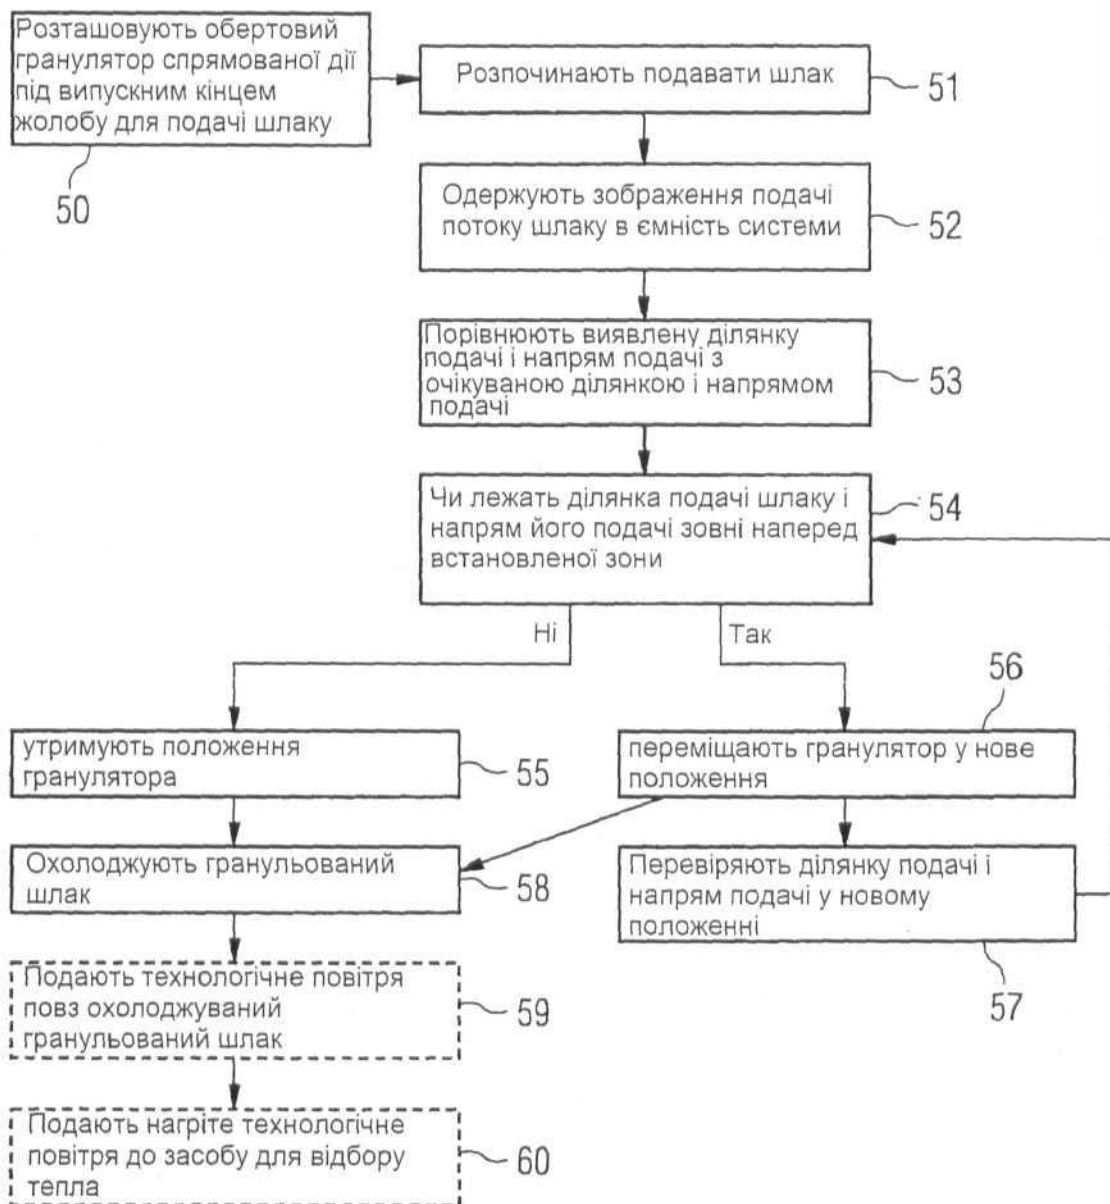 Розташовують обертовий
гранулятор спрямованої дії
під випускним кінцем
жолобу для подачі шлаку
50
Розпочинають подавати шлак
51
Одержують зображення подачі
потоку шлаку в ємність системи
52
Порівнюють виявлену ділянку
подачі і напрям подачі з
очікуваною ділянкою і напрямом
подачі
53
Чи лежать ділянка подачі шлаку і
напрям його подачі зовні наперед
встановленої зони
54
Ні
Так
56
утримують положення
гранулятора
55
переміщають гранулятор у нове
положення
Охолоджують гранульований
шлак
58
Перевіряють ділянку подачі і
напрям подачі у новому
положенні
57
Подають технологічне повітря
повз охолоджуваний
гранульований шлак
59
Подають нагріте технологічне
повітря до засобу для відбору
тепла
60